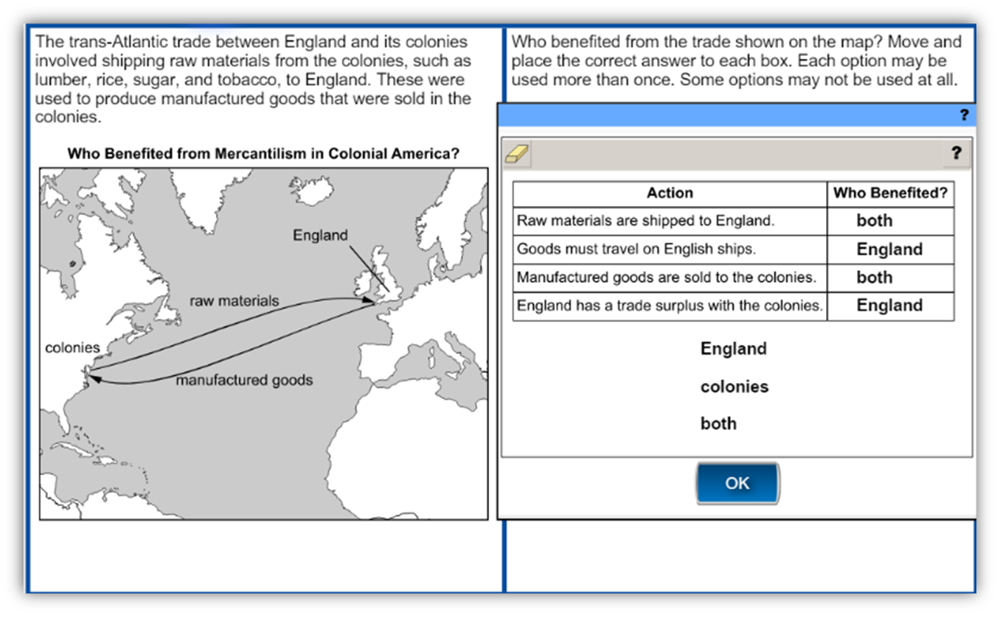 The trans-Atlantic trade between England and its colonies
involved shipping raw materials from the colonies, such as
lumber, rice, sugar, and tobacco, to England. These were
used to produce manufactured goods that were sold in the
colonies.
Who Benefited from Mercantilism in Colonial America?
England
raw materials
colonies
manufactured goods
Who benefited from the trade shown on the map? Move and
place the correct answer to each box. Each option may be
used more than once. Some options may not be used at all.
?
?
Action Who Benefited?
Raw materials are shipped to England. both
Goods must travel on English ships. England
Manufactured goods are sold to the colonies. both
England has a trade surplus with the colonies. England
England
colonies
both
OK